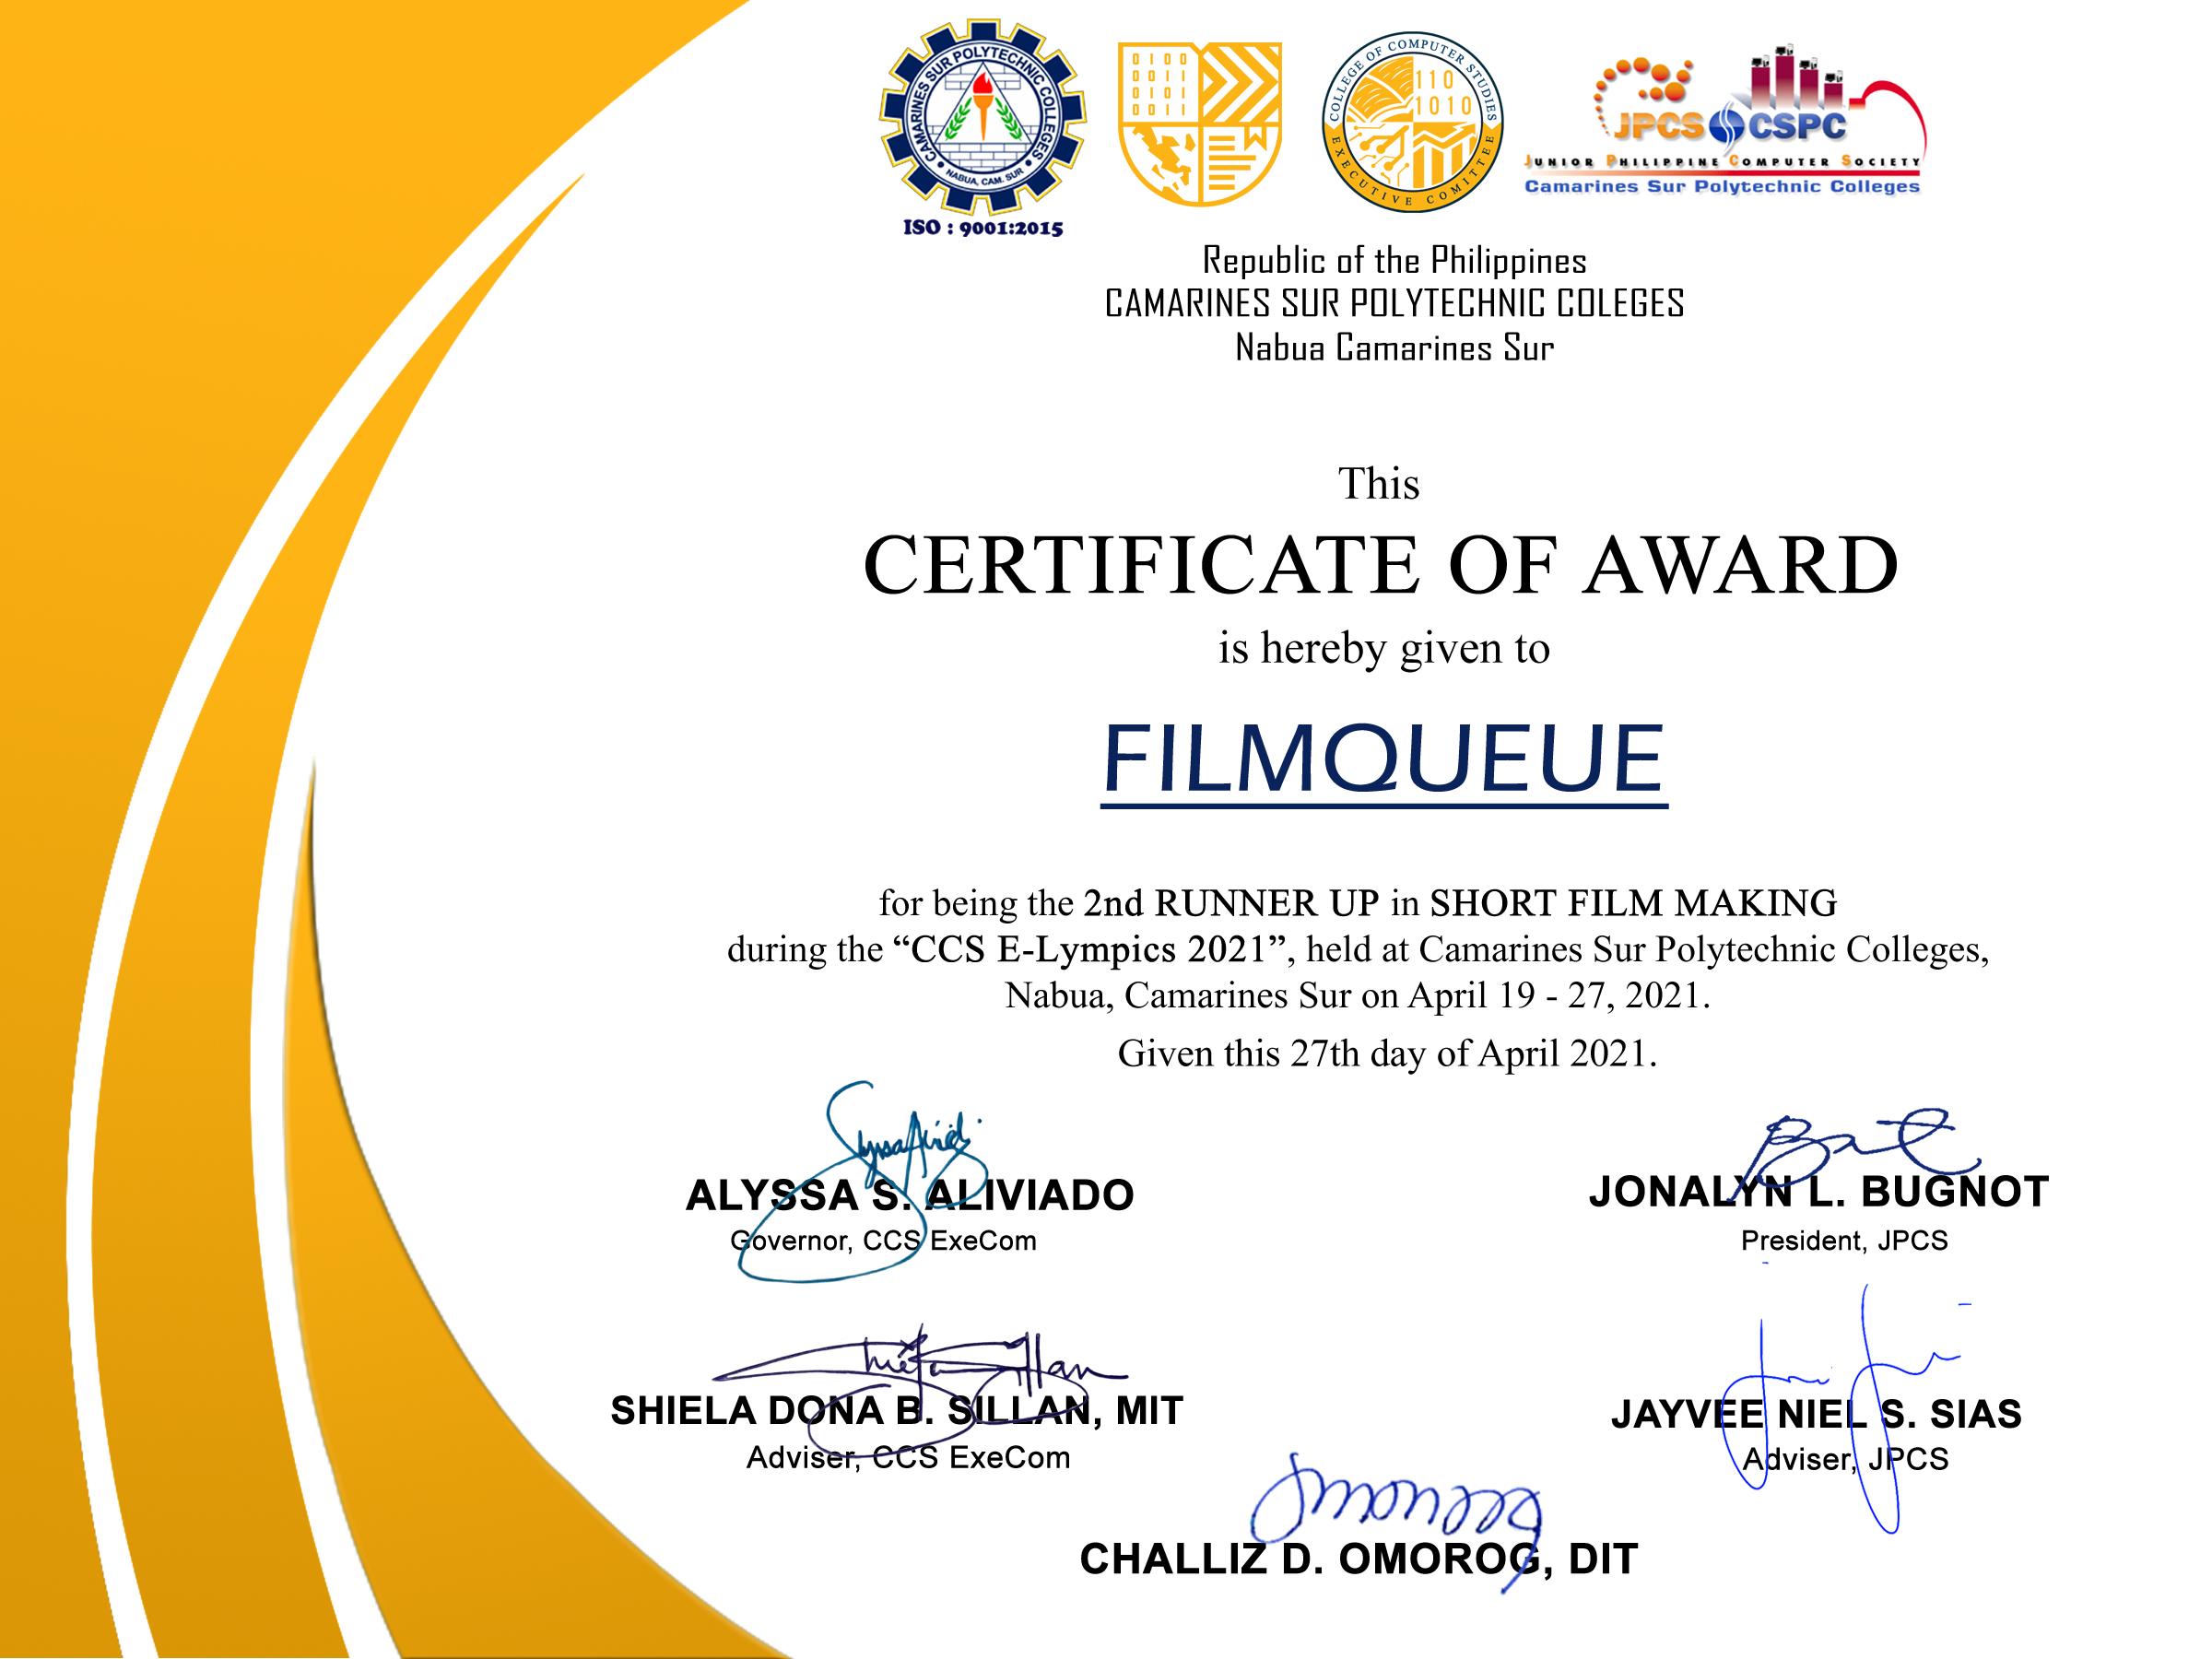 CAMARINES SUR POLYTECHNIC COLLEGES
NABUA, CAM. SUR
ISO : 9001:2015
0100
0011
0101
0011
COLLEGE OF COMPUTER STUDIES
110
1010
EXECUTIVE COMITTEE
JPCS CSPC
JUNIOR PHILIPPINE COMPUTER SOCIETY
Camarines Sur Polytechnic Colleges
Republic of the Philippines
CAMARINES SUR POLYTECHNIC COLEGES
Nabua Camarines Sur
This
CERTIFICATE OF AWARD
is hereby given to
FILMQUEUE
for being the 2nd RUNNER UP in SHORT FILM MAKING
during the “CCS E-Lympics 2021”, held at Camarines Sur Polytechnic Colleges,
Nabua, Camarines Sur on April 19 - 27, 2021.
Given this 27th day of April 2021.
ALYSSA S. ALIVIADO
Governor, CCS ExeCom
JONALYN L. BUGNOT
President, JPCS
SHIELA DONA B. SILLAN, MIT
Adviser, CCS ExeCom
JAYVEE NIEL S. SIAS
Adviser, JPCS
CHALLIZ D. OMOROG, DIT